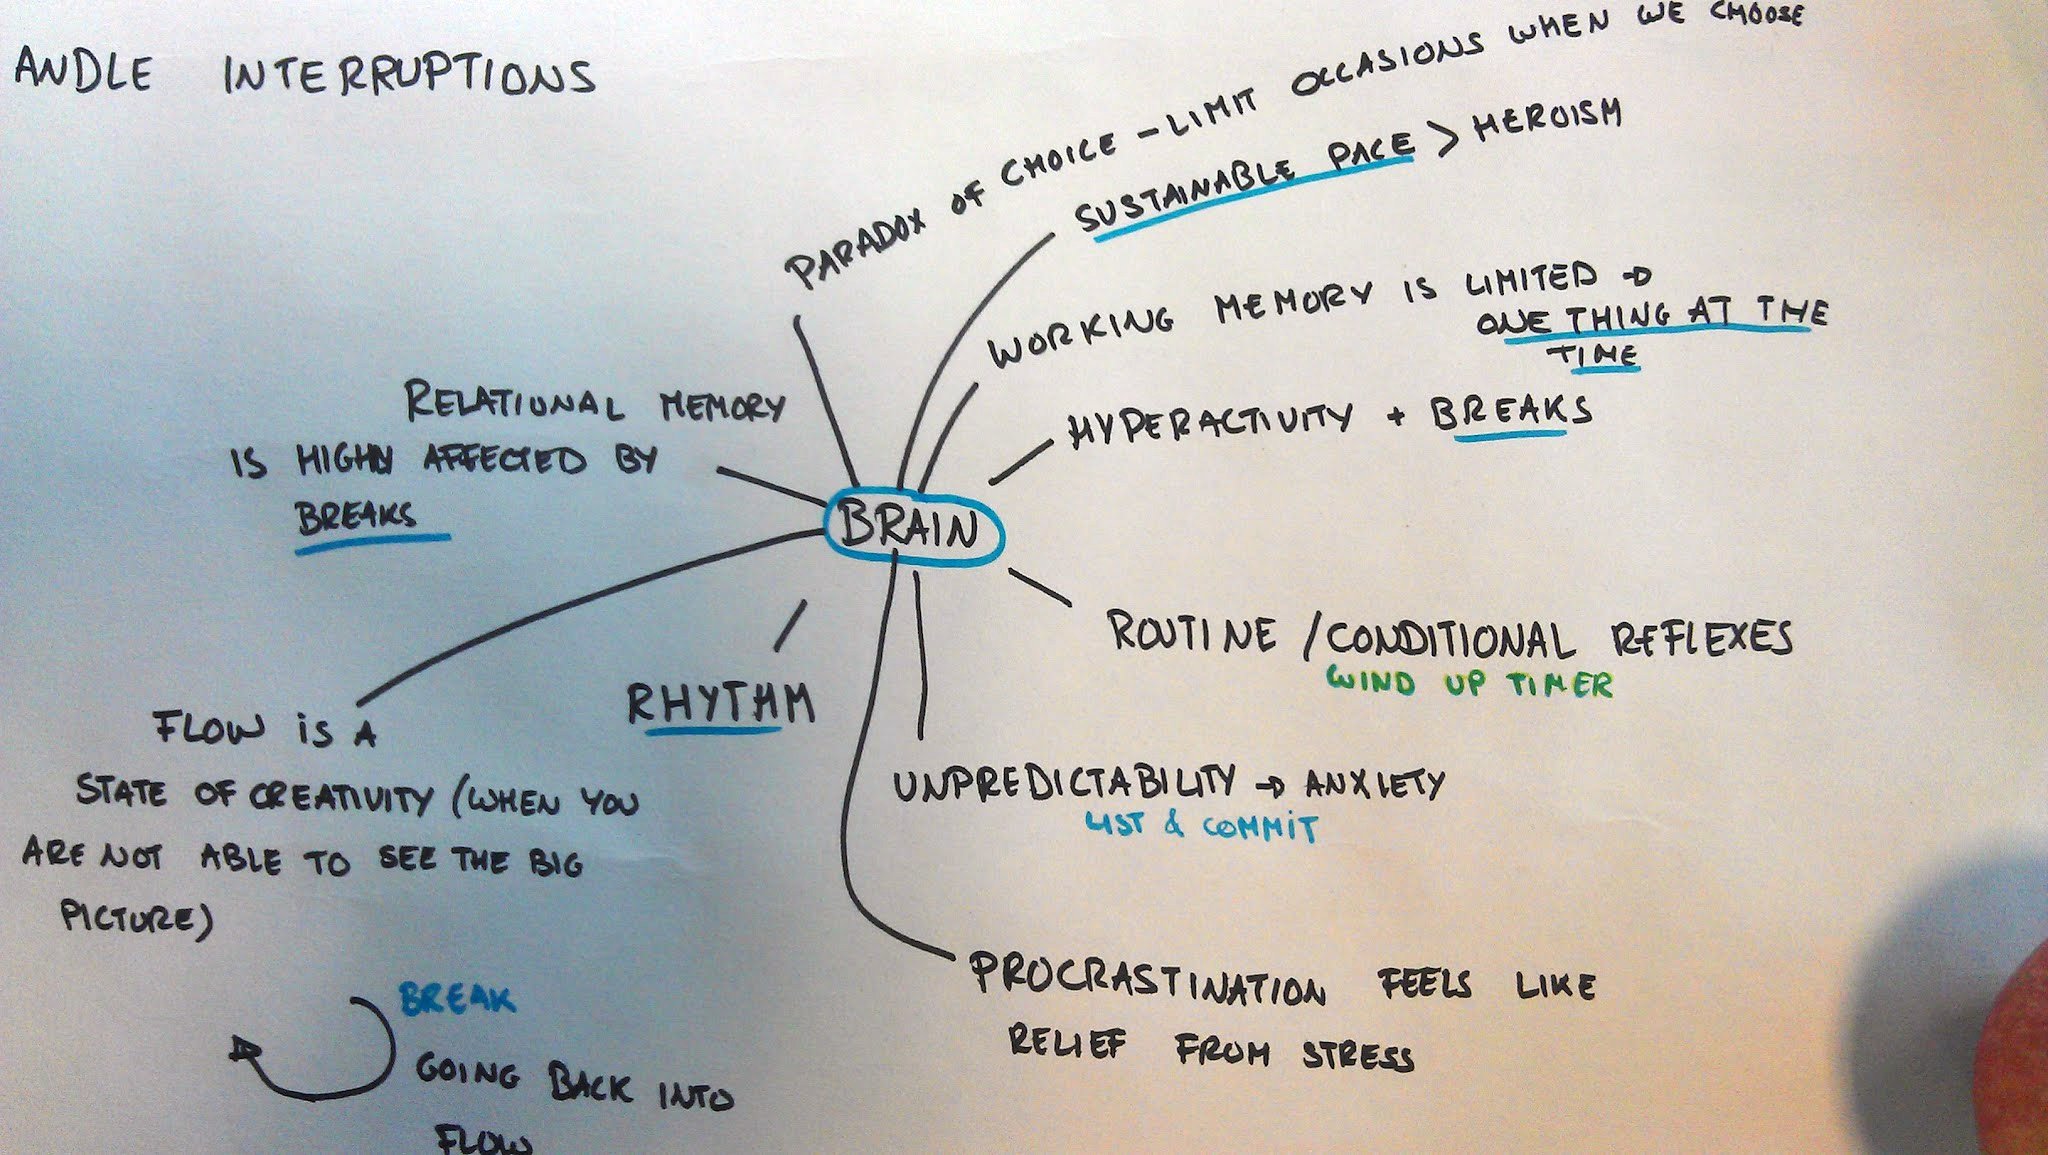 ANDLE INTERRUPTIONS
PARADOX OF CHOICE - LIMIT OCCASIONS WHEN WE CHOOSE
SUSTAINABLE PACE > HEROISM
WORKING MEMORY IS LIMITED →
ONE THING AT THE
TIME
HYPERACTIVITY + BREAKS
RELATIONAL MEMORY
IS HIGHLY AFFECTED BY
BREAKS
BRAIN
ROUTINE / CONDITIONAL REFLEXES
WIND UP TIMER
RHYTHM
FLOW IS A
STATE OF CREATIVITY (WHEN YOU
ARE NOT ABLE TO SEE THE BIG
PICTURE)
UNPREDICTABILITY → ANXIETY
LIST & COMMIT
PROCRASTINATION FEELS LIKE
RELIEF FROM STRESS
BREAK
GOING BACK INTO
FLOW